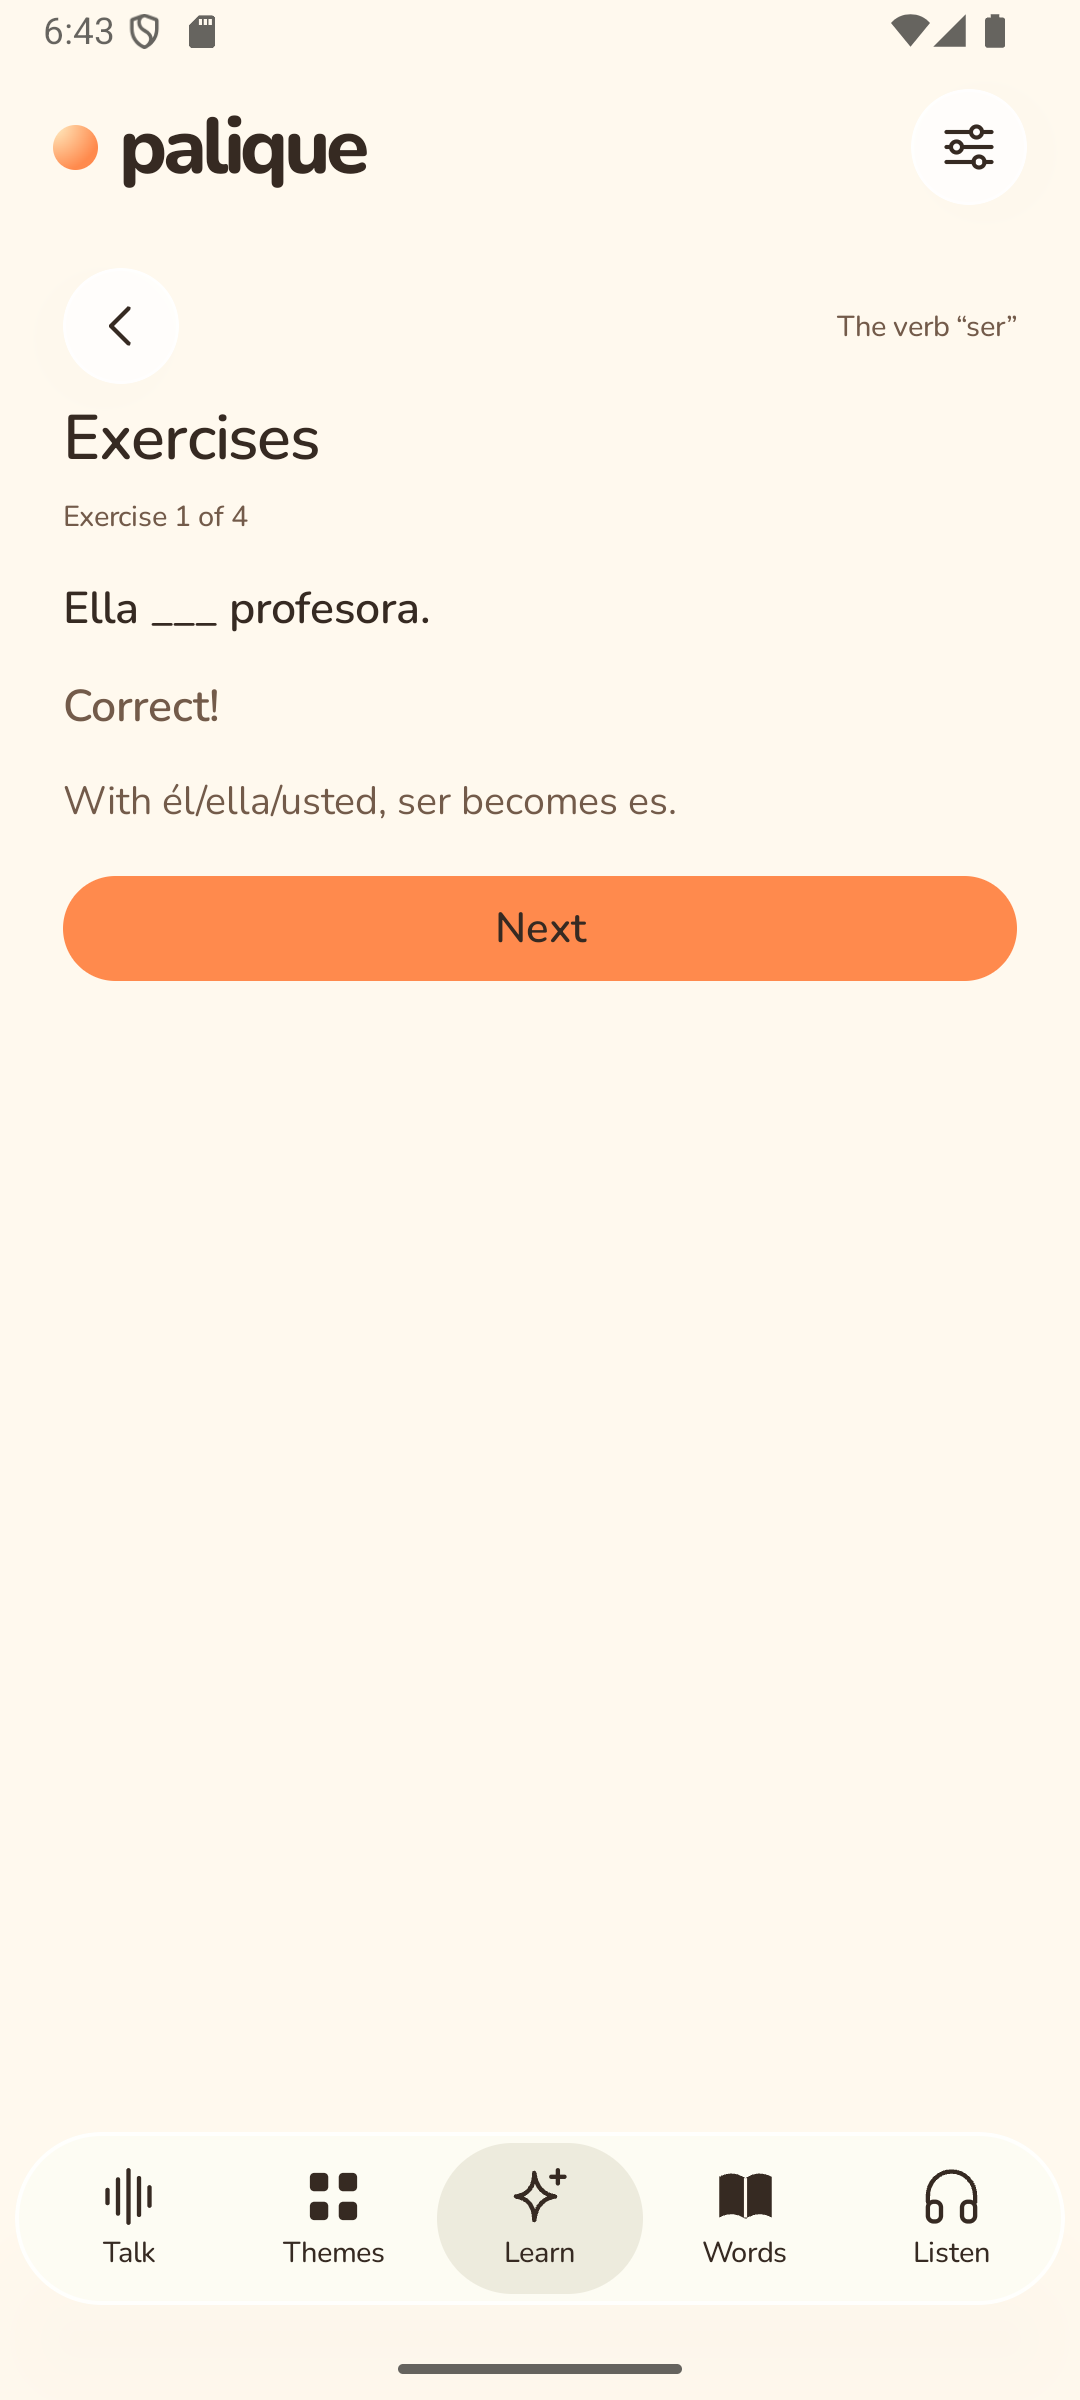 6:43
palique
The verb “ser”
Exercises
Exercise 1 of 4
Ella ___ profesora.
Correct!
With él/ella/usted, ser becomes es.
Next
Talk
Themes
Learn
Words
Listen